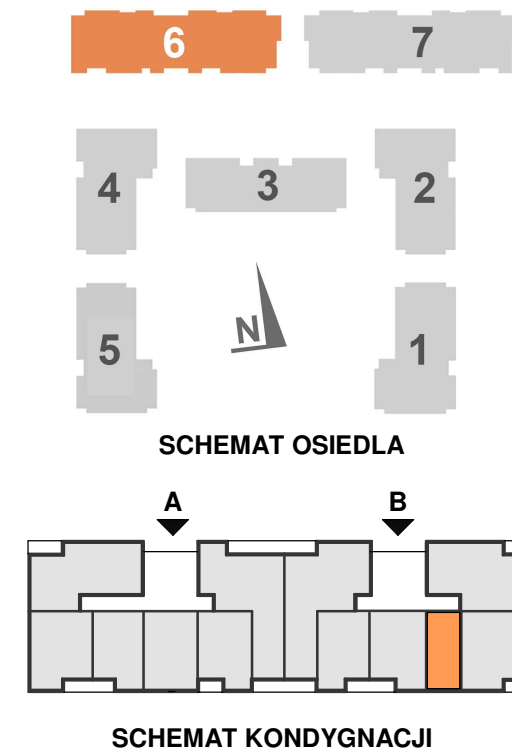 6 7
4 3 2
N
5 1
SCHEMAT OSIEDLA
A B
SCHEMAT KONDYGNACJI